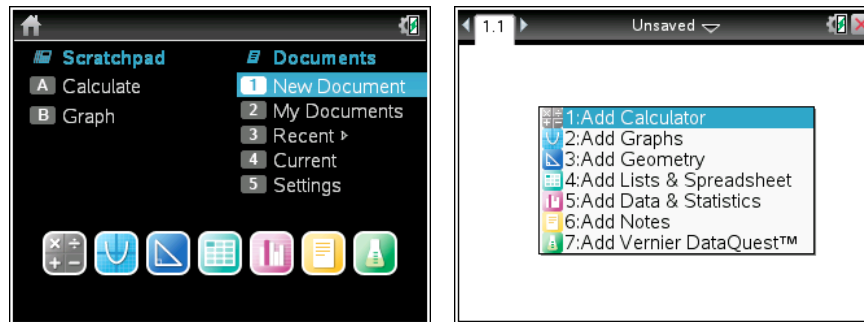 Scratchpad
A Calculate
B Graph
Documents
1 New Document
2 My Documents
3 Recent
4 Current
5 Settings
1.1 Unsaved
1:Add Calculator
2:Add Graphs
3:Add Geometry
4:Add Lists & Spreadsheet
5:Add Data & Statistics
6:Add Notes
7:Add Vernier DataQuest™